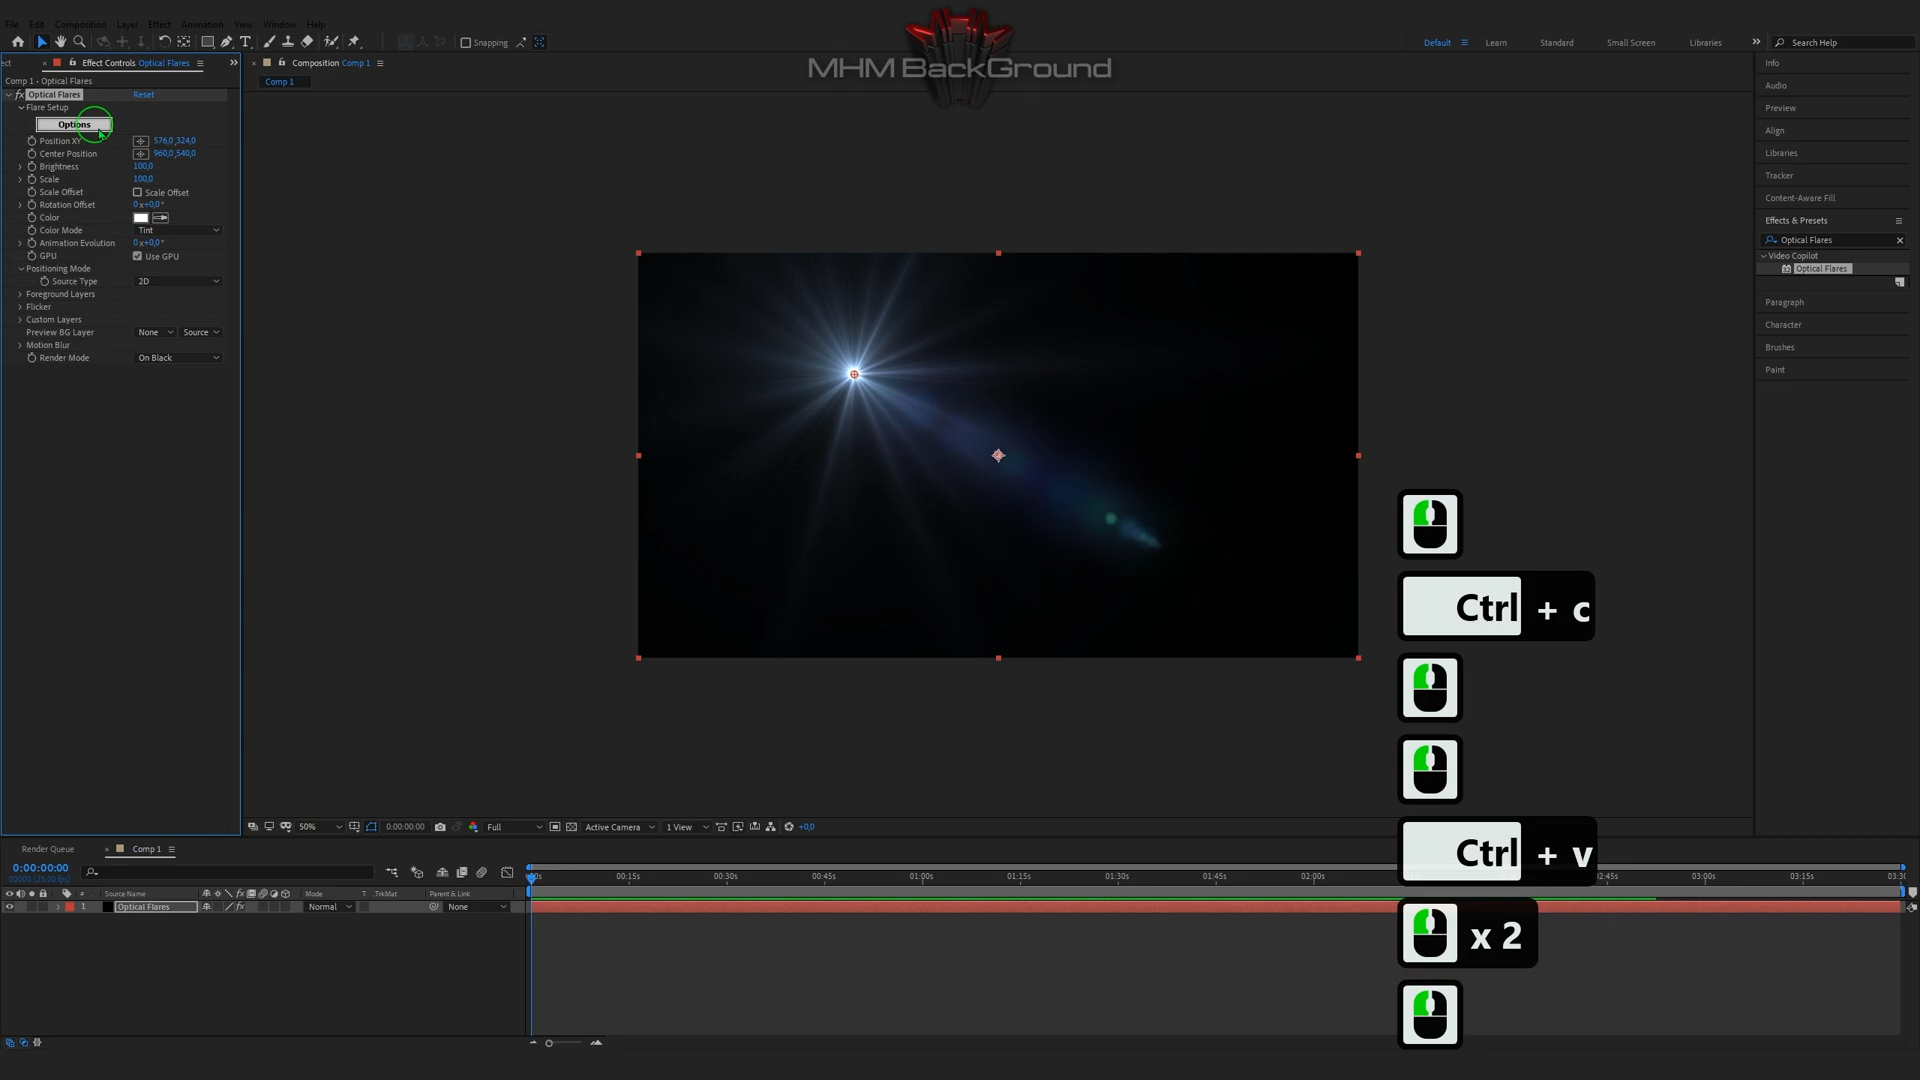 File Edit Composition Layer Effect Animation View Window Help
Snapping
Default Learn Standard Small Screen Libraries Search Help
MHM BackGround
Effect Controls Optical Flares
Composition Comp 1
Comp 1
Comp 1 • Optical Flares
fx Optical Flares Reset
Flare Setup
Options
Position XY 576,0,324,0
Center Position 960,0,540,0
Brightness 100,0
Scale 100,0
Scale Offset Scale Offset
Rotation Offset 0x+0,0°
Color
Color Mode Tint
Animation Evolution 0x+0,0°
GPU Use GPU
Positioning Mode
Source Type 2D
Foreground Layers
Flicker
Custom Layers
Preview BG Layer None Source
Motion Blur
Render Mode On Black
Info
Audio
Preview
Align
Libraries
Tracker
Content-Aware Fill
Effects & Presets
Optical Flares
Video Copilot
Optical Flares
Paragraph
Character
Brushes
Paint
Ctrl + c
Ctrl + v
x 2
50% 0:00:00:00 Full Active Camera 1 View +0,0
Render Queue Comp 1
0:00:00:00
00000 (25.00 fps)
# Source Name fx Mode T .TrkMat Parent & Link
1 Optical Flares fx Normal None
00:15s 00:30s 00:45s 01:00s 01:15s 01:30s 01:45s 02:00s 02:45s 03:00s 03:15s